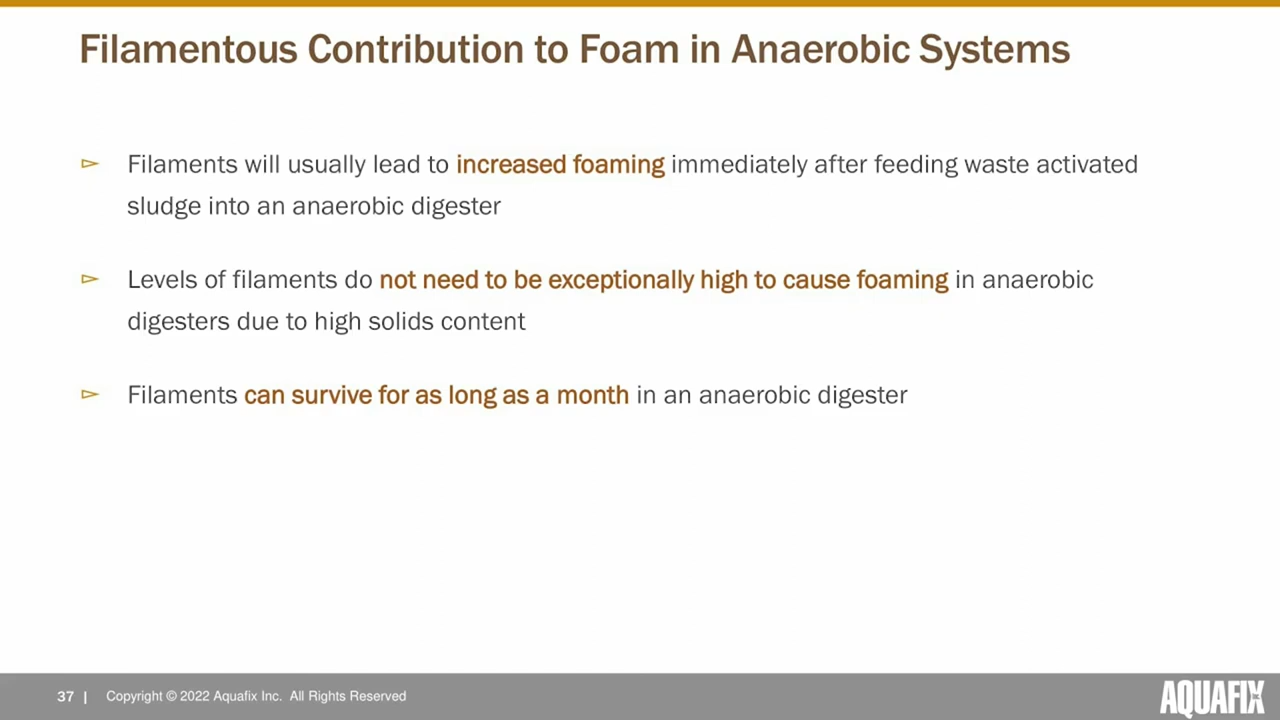 Filamentous Contribution to Foam in Anaerobic Systems
Filaments will usually lead to increased foaming immediately after feeding waste activated
sludge into an anaerobic digester
Levels of filaments do not need to be exceptionally high to cause foaming in anaerobic
digesters due to high solids content
Filaments can survive for as long as a month in an anaerobic digester
37 | Copyright © 2022 Aquafix Inc. All Rights Reserved
AQUAFIX INC